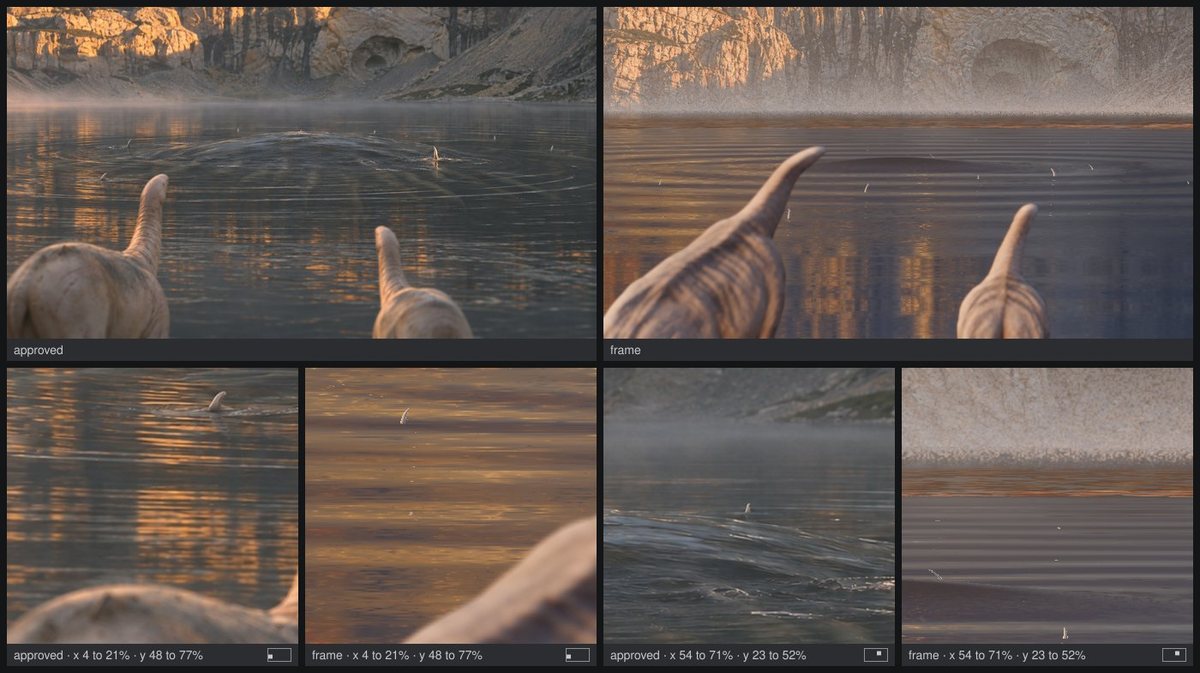 approved
frame
approved · x 4 to 21% · y 48 to 77%
frame · x 4 to 21% · y 48 to 77%
approved · x 54 to 71% · y 23 to 52%
frame · x 54 to 71% · y 23 to 52%